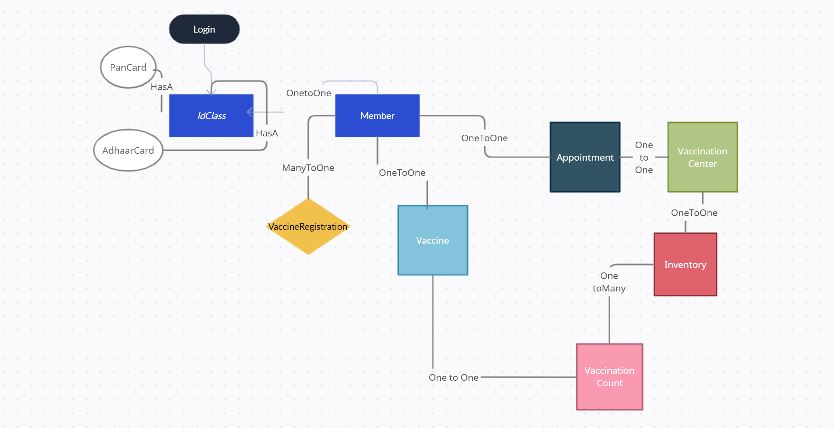 Login
PanCard
HasA
IdClass
OnetoOne
Member
HasA
AdhaarCard
OneToOne
ManyToOne
OneToOne
Appointment
One
to
One
Vaccination
Center
VaccineRegistration
Vaccine
OneToOne
Inventory
One
toMany
One to One
Vaccination
Count